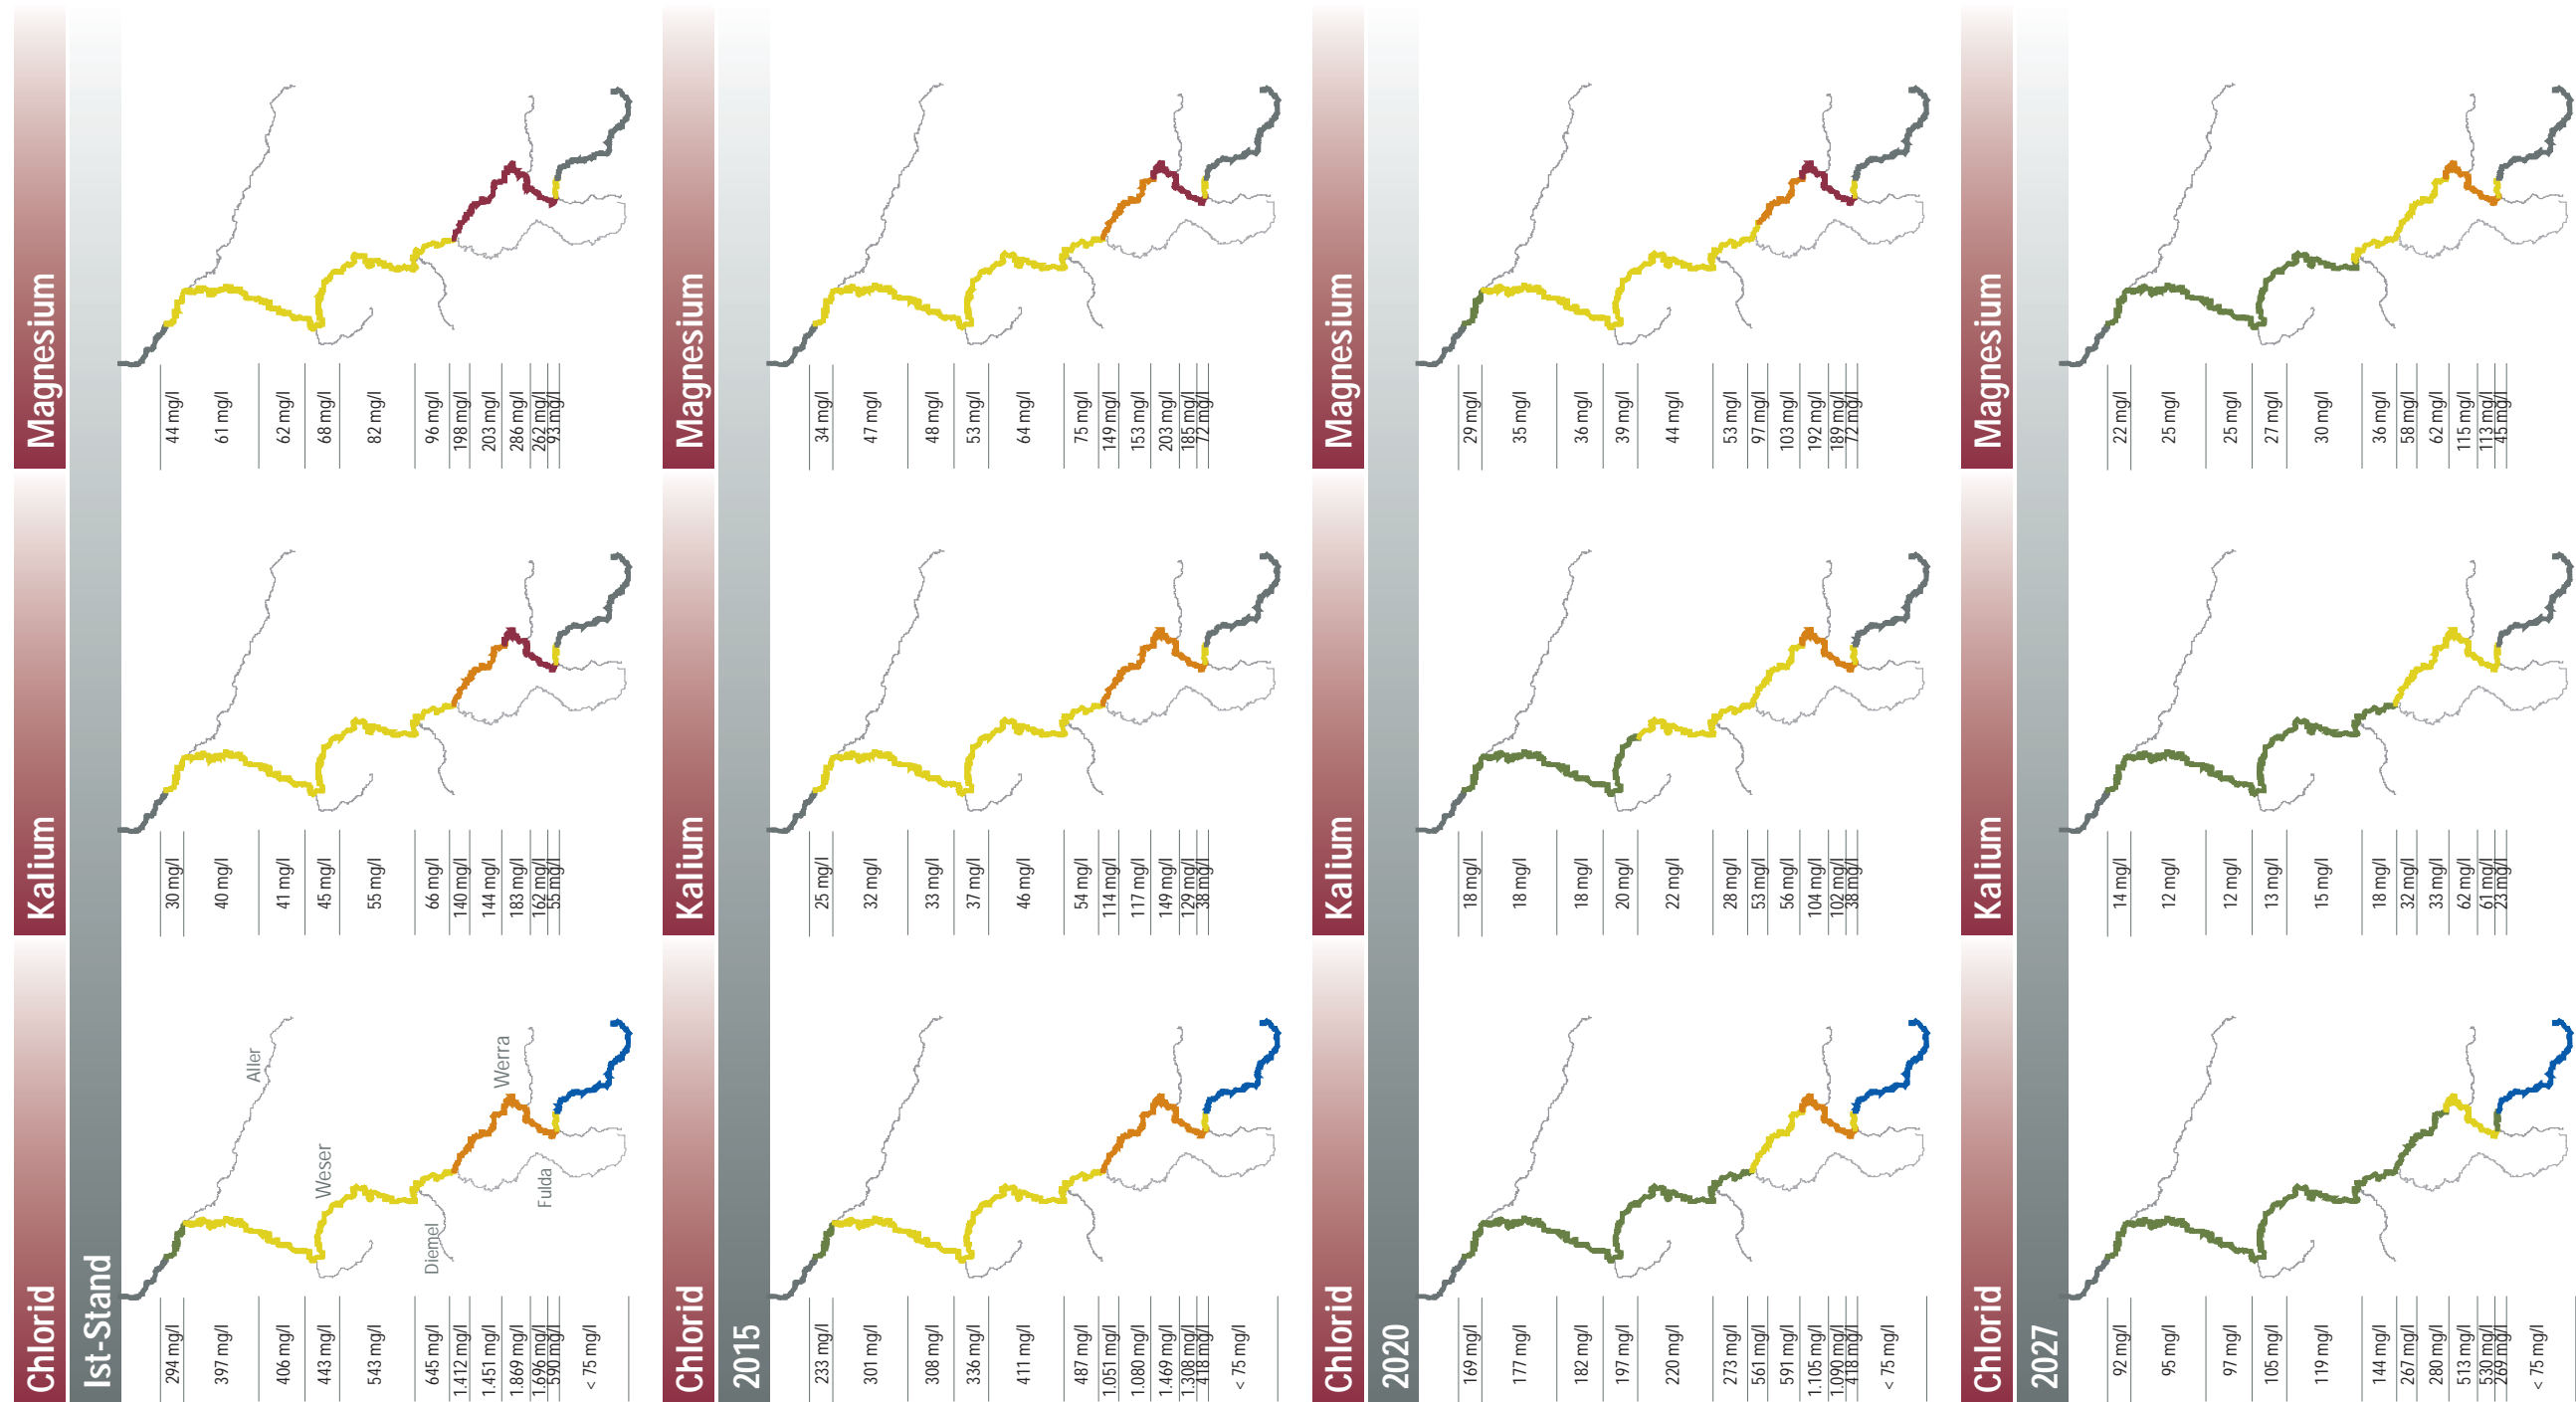 Chlorid
Kalium
Magnesium
Ist-Stand
294 mg/l
397 mg/l
406 mg/l
443 mg/l
543 mg/l
645 mg/l
1.412 mg/l
1.451 mg/l
1.869 mg/l
1.696 mg/l
590 mg/l
< 75 mg/l
Aller
Weser
Diemel
Werra
Fulda
30 mg/l
40 mg/l
41 mg/l
45 mg/l
55 mg/l
66 mg/l
140 mg/l
144 mg/l
183 mg/l
162 mg/l
55 mg/l
44 mg/l
61 mg/l
62 mg/l
68 mg/l
82 mg/l
96 mg/l
198 mg/l
203 mg/l
286 mg/l
262 mg/l
93 mg/l
Chlorid
Kalium
Magnesium
2015
233 mg/l
301 mg/l
308 mg/l
336 mg/l
411 mg/l
487 mg/l
1.051 mg/l
1.080 mg/l
1.469 mg/l
1.308 mg/l
418 mg/l
< 75 mg/l
25 mg/l
32 mg/l
33 mg/l
37 mg/l
46 mg/l
54 mg/l
114 mg/l
117 mg/l
149 mg/l
129 mg/l
38 mg/l
34 mg/l
47 mg/l
48 mg/l
53 mg/l
64 mg/l
75 mg/l
149 mg/l
153 mg/l
203 mg/l
185 mg/l
72 mg/l
Chlorid
Kalium
Magnesium
2020
169 mg/l
177 mg/l
182 mg/l
197 mg/l
220 mg/l
273 mg/l
561 mg/l
591 mg/l
1.105 mg/l
1.090 mg/l
418 mg/l
< 75 mg/l
18 mg/l
18 mg/l
18 mg/l
20 mg/l
22 mg/l
28 mg/l
53 mg/l
56 mg/l
104 mg/l
102 mg/l
38 mg/l
29 mg/l
35 mg/l
36 mg/l
39 mg/l
44 mg/l
53 mg/l
97 mg/l
103 mg/l
192 mg/l
189 mg/l
72 mg/l
Chlorid
Kalium
Magnesium
2027
92 mg/l
95 mg/l
97 mg/l
105 mg/l
119 mg/l
144 mg/l
267 mg/l
280 mg/l
513 mg/l
530 mg/l
269 mg/l
< 75 mg/l
14 mg/l
12 mg/l
12 mg/l
13 mg/l
15 mg/l
18 mg/l
32 mg/l
33 mg/l
62 mg/l
61 mg/l
23 mg/l
22 mg/l
25 mg/l
25 mg/l
27 mg/l
30 mg/l
36 mg/l
58 mg/l
62 mg/l
115 mg/l
113 mg/l
45 mg/l